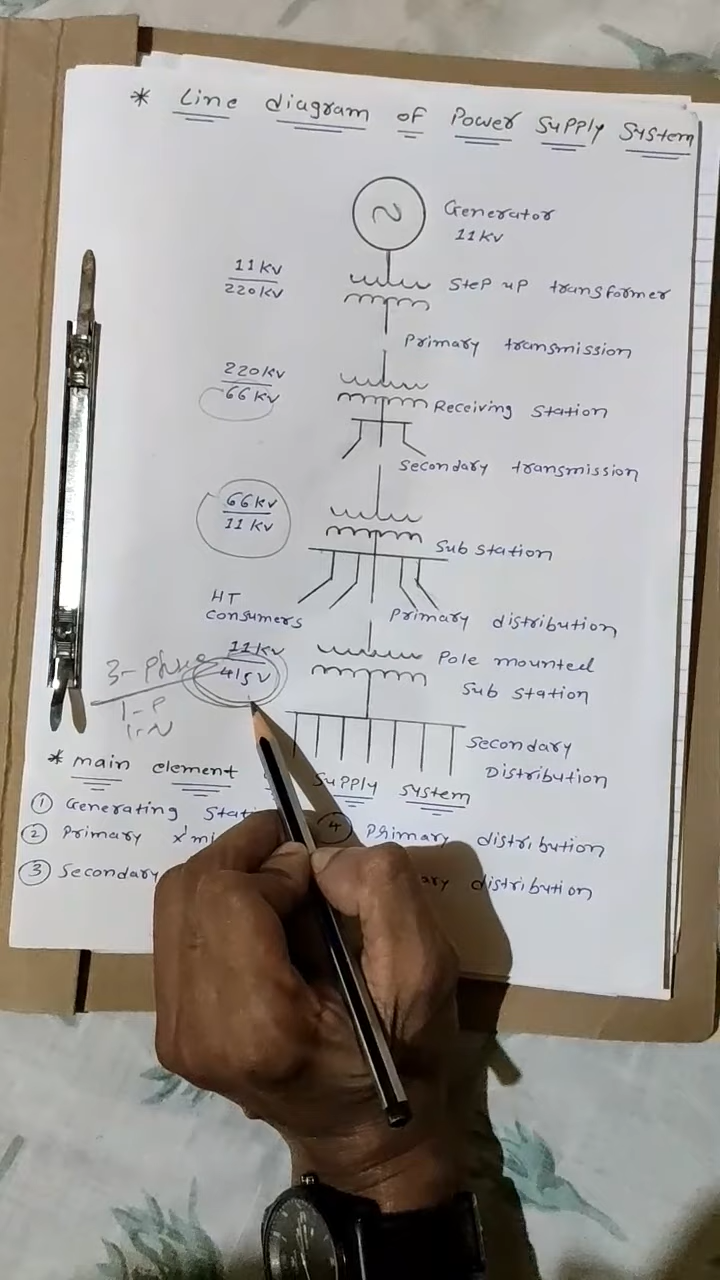 * Line diagram of Power Supply System
Generator
11KV
11KV
220KV
Step up transformer
Primary transmission
220KV
66KV
Receiving Station
Secondary transmission
66KV
11KV
Sub station
HT
consumers
Primary distribution
11KV
415V
Pole mounted
Sub station
3-Phase
1-P
1-N
Secondary
Distribution
* main element Supply system
① Generating
② Primary
④ Primary distribution
③ Secondary
distribution